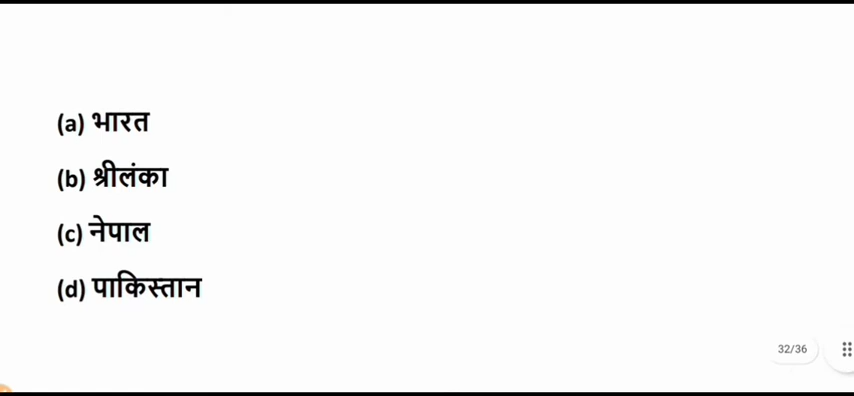 (a) भारत
(b) श्रीलंका
(c) नेपाल
(d) पाकिस्तान
32/36